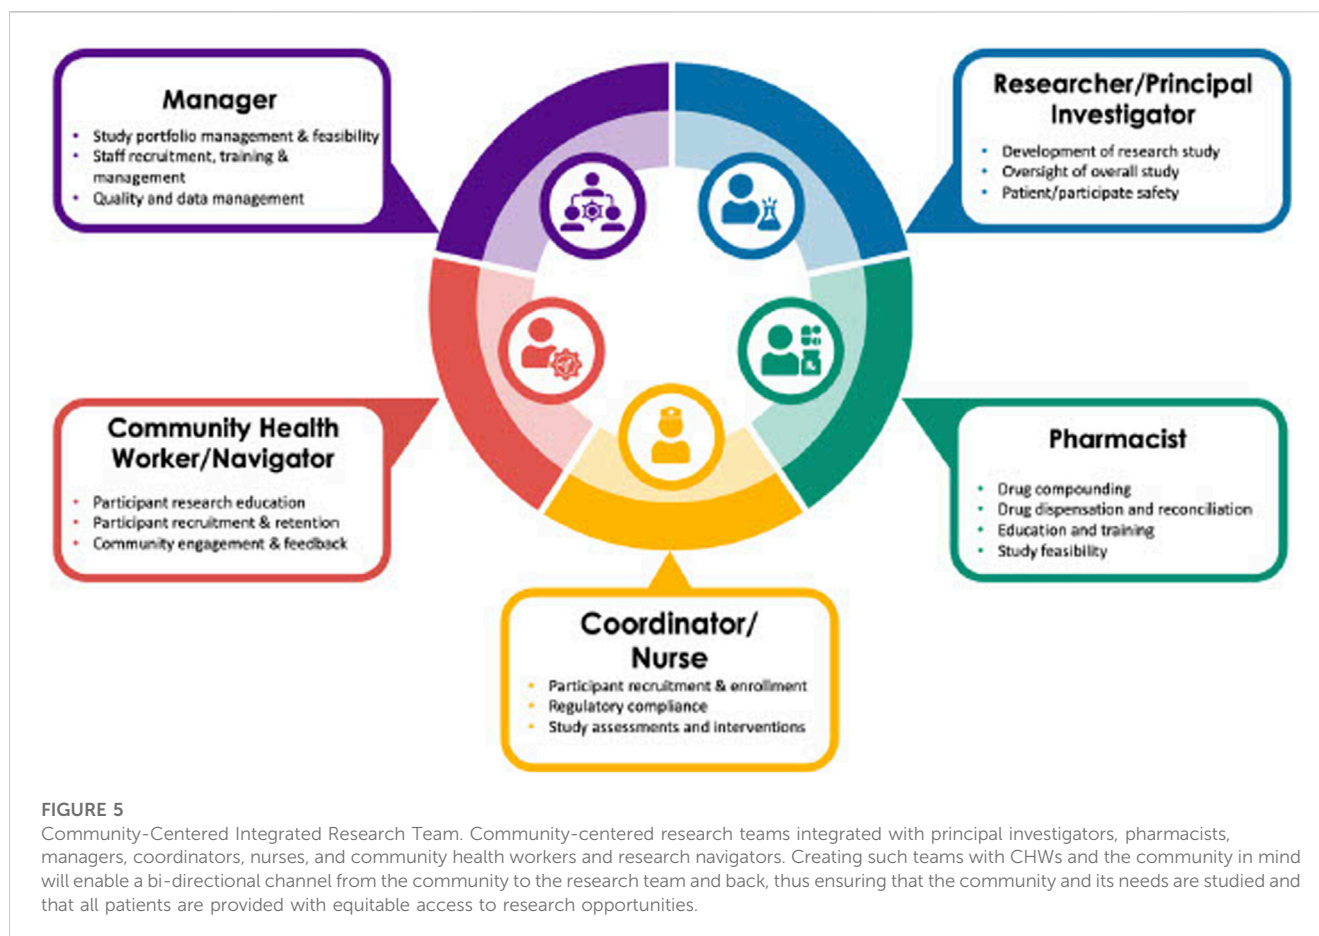 Manager
• Study portfolio management & feasibility
• Staff recruitment, training &
management
• Quality and data management
Researcher/Principal
Investigator
• Development of research study
• Oversight of overall study
• Patient/participate safety
Community Health
Worker/Navigator
• Participant research education
• Participant recruitment & retention
• Community engagement & feedback
Pharmacist
• Drug compounding
• Drug dispensation and reconciliation
• Education and training
• Study feasibility
Coordinator/
Nurse
• Participant recruitment & enrollment
• Regulatory compliance
• Study assessments and interventions
FIGURE 5
Community-Centered Integrated Research Team. Community-centered research teams integrated with principal investigators, pharmacists,
managers, coordinators, nurses, and community health workers and research navigators. Creating such teams with CHWs and the community in mind
will enable a bi-directional channel from the community to the research team and back, thus ensuring that the community and its needs are studied and
that all patients are provided with equitable access to research opportunities.